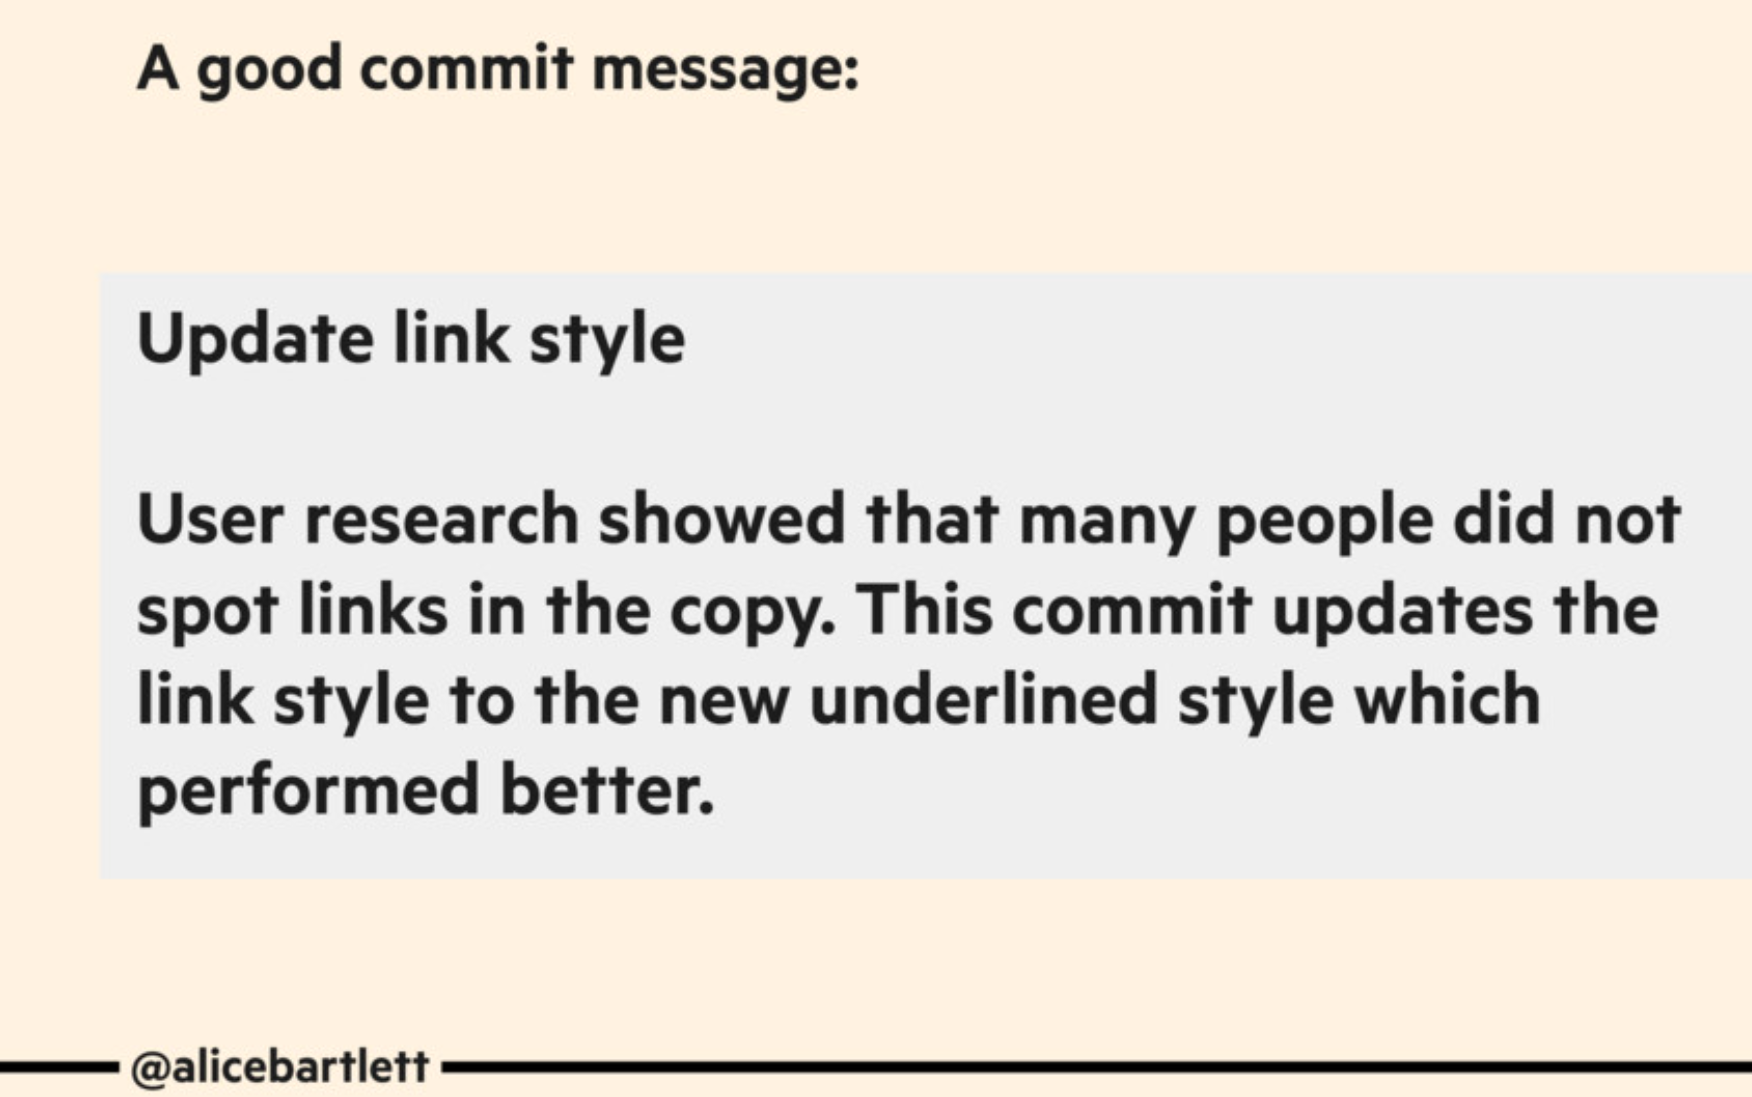 A good commit message:
Update link style
User research showed that many people did not
spot links in the copy. This commit updates the
link style to the new underlined style which
performed better.
@alicebartlett